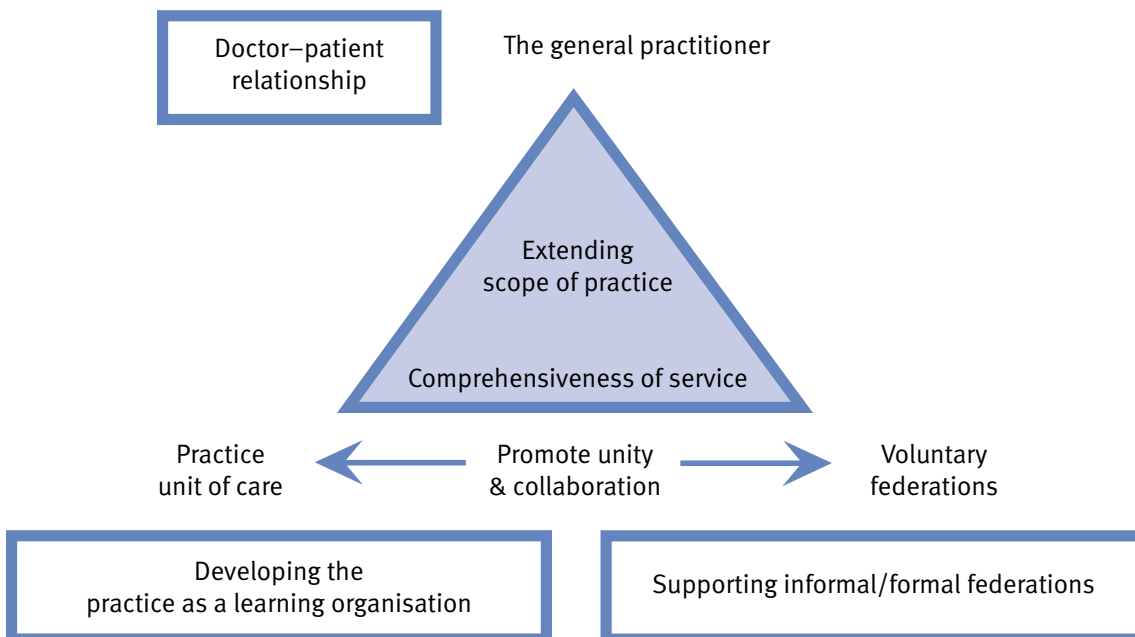 Doctor–patient
relationship
The general practitioner
Extending
scope of practice
Comprehensiveness of service
Practice
unit of care
Promote unity
& collaboration
Voluntary
federations
Developing the
practice as a learning organisation
Supporting informal/formal federations